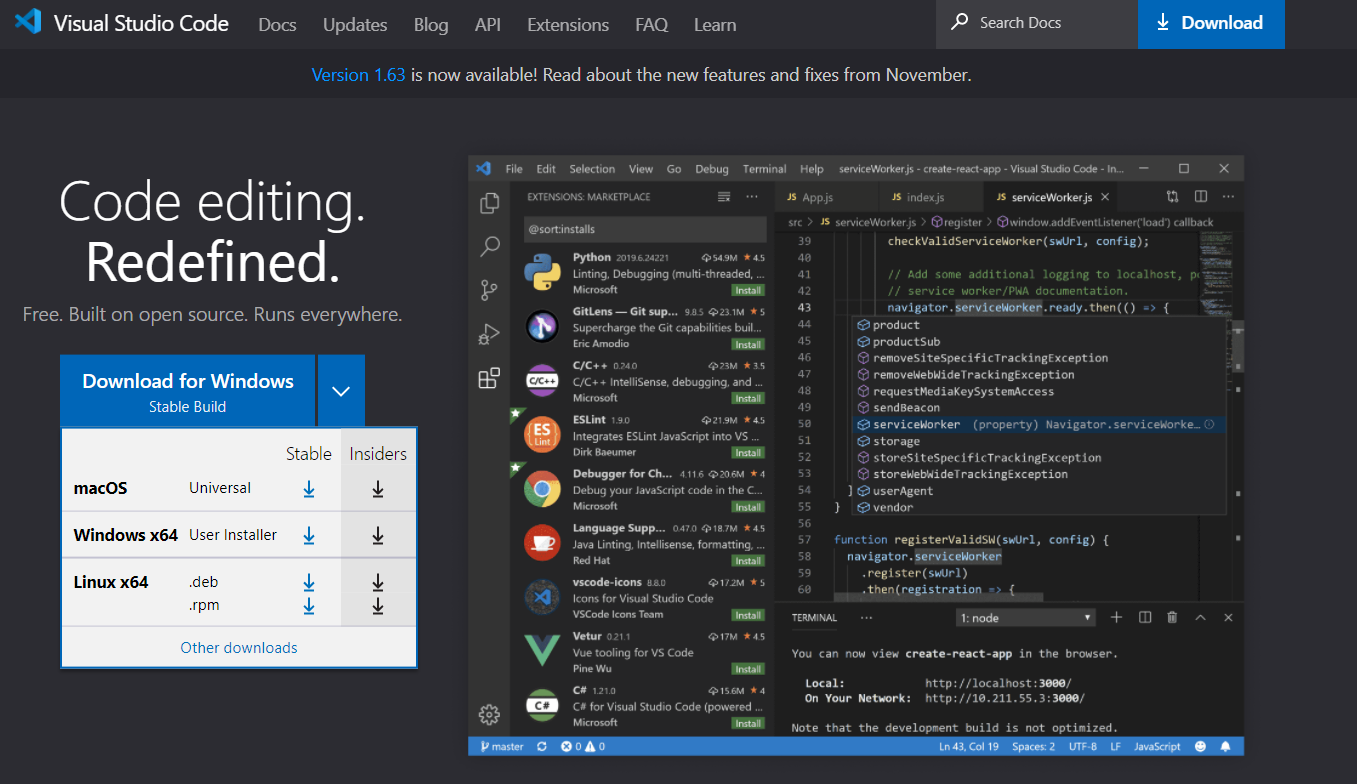 Visual Studio Code Docs Updates Blog API Extensions FAQ Learn Search Docs Download
Version 1.63 is now available! Read about the new features and fixes from November.
Code editing.
Redefined.
Free. Built on open source. Runs everywhere.
Download for Windows
Stable Build
Stable Insiders
macOS Universal
Windows x64 User Installer
Linux x64 .deb
.rpm
Other downloads
File Edit Selection View Go Debug Terminal Help serviceWorker.js - create-react-app - Visual Studio Code - In...
EXTENSIONS: MARKETPLACE
@sort:installs
Python 2019.6.24221 54.9M 4.5
Linting, Debugging (multi-threaded, ...
Microsoft Install
GitLens — Git sup... 9.8.5 23.1M 5
Supercharge the Git capabilities buil...
Eric Amodio Install
C/C++ 0.24.0 23M 3.5
C/C++ IntelliSense, debugging, and ...
Microsoft Install
C/C++
ESLint 1.9.0 21.9M 4.5
Integrates ESLint JavaScript into VS ...
Dirk Baeumer Install
ES
Lint
Debugger for Ch... 4.11.6 20.6M 4
Debug your JavaScript code in the C...
Microsoft Install
Language Supp... 0.47.0 18.7M 4.5
Java Linting, Intellisense, formatting, ...
Red Hat Install
vscode-icons 8.8.0 17.2M 5
Icons for Visual Studio Code
VSCode Icons Team Install
Vetur 0.21.1 17M 4.5
Vue tooling for VS Code
Pine Wu Install
C# 1.21.0 15.6M 4
C# for Visual Studio Code (powered ...
Microsoft Install
C#
JS App.js JS index.js JS serviceWorker.js
src > JS serviceWorker.js > register > window.addEventListener('load') callback
39 checkValidServiceWorker(swUrl, config);
40
41 // Add some additional logging to localhost, po
42 // service worker/PWA documentation.
43 navigator.serviceWorker.ready.then(() => {
44 product
45 productSub
46 removeSiteSpecificTrackingException
47 removeWebWideTrackingException
48 requestMediaKeySystemAccess
49 sendBeacon
50 serviceWorker (property) Navigator.serviceWorke...
51 storage
52 storeSiteSpecificTrackingException
53 storeWebWideTrackingException
54 } userAgent
55 } vendor
56
57 function registerValidSW(swUrl, config) {
58 navigator.serviceWorker
59 .register(swUrl)
60 .then(registration => {
TERMINAL ... 1: node
You can now view create-react-app in the browser.
Local: http://localhost:3000/
On Your Network: http://10.211.55.3:3000/
Note that the development build is not optimized.
master 0 0 Ln 43, Col 19 Spaces: 2 UTF-8 LF JavaScript